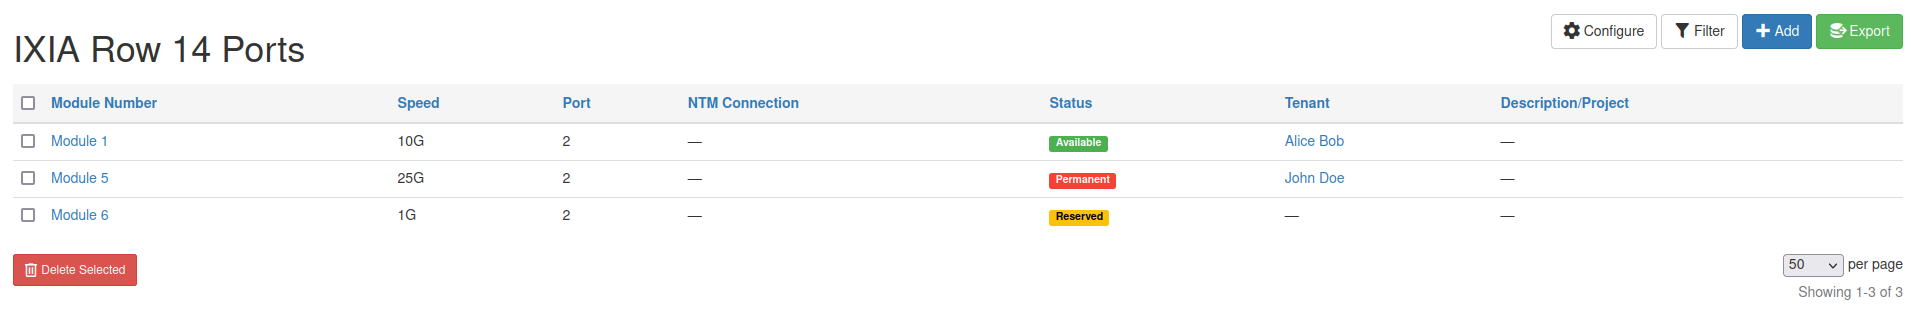 Configure Filter Add Export
IXIA Row 14 Ports
Module Number Speed Port NTM Connection Status Tenant Description/Project
Module 1 10G 2 — Available Alice Bob —
Module 5 25G 2 — Permanent John Doe —
Module 6 1G 2 — Reserved — —
Delete Selected 50 per page
Showing 1-3 of 3